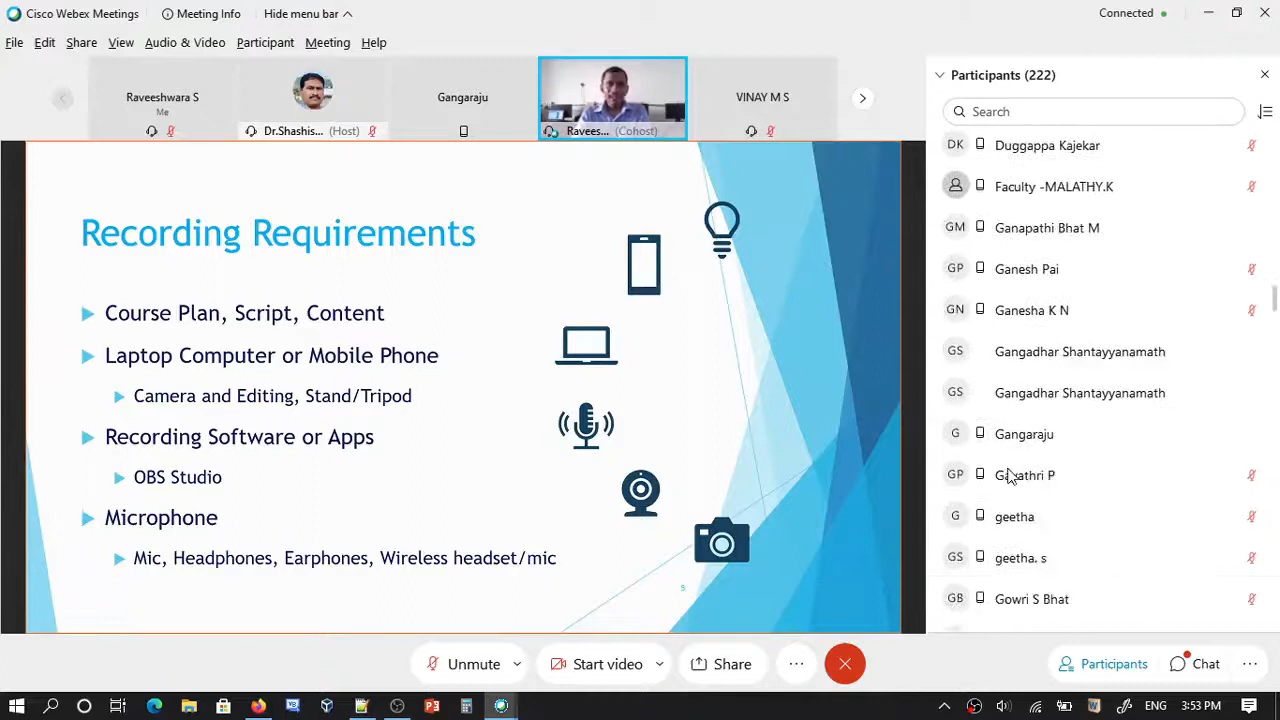 Cisco Webex Meetings
Meeting Info
Hide menu bar
Connected
File Edit Share View Audio & Video Participant Meeting Help
Raveeshwara S
Me
Dr.Shashis... (Host)
Gangaraju
Ravees... (Cohost)
VINAY M S
Recording Requirements
Course Plan, Script, Content
Laptop Computer or Mobile Phone
Camera and Editing, Stand/Tripod
Recording Software or Apps
OBS Studio
Microphone
Mic, Headphones, Earphones, Wireless headset/mic
5
Participants (222)
Search
DK Duggappa Kajekar
Faculty -MALATHY.K
GM Ganapathi Bhat M
GP Ganesh Pai
GN Ganesha K N
GS Gangadhar Shantayyanamath
GS Gangadhar Shantayyanamath
G Gangaraju
GP Gayathri P
G geetha
GS geetha. s
GB Gowri S Bhat
Unmute
Start video
Share
Participants
Chat
ENG 3:53 PM